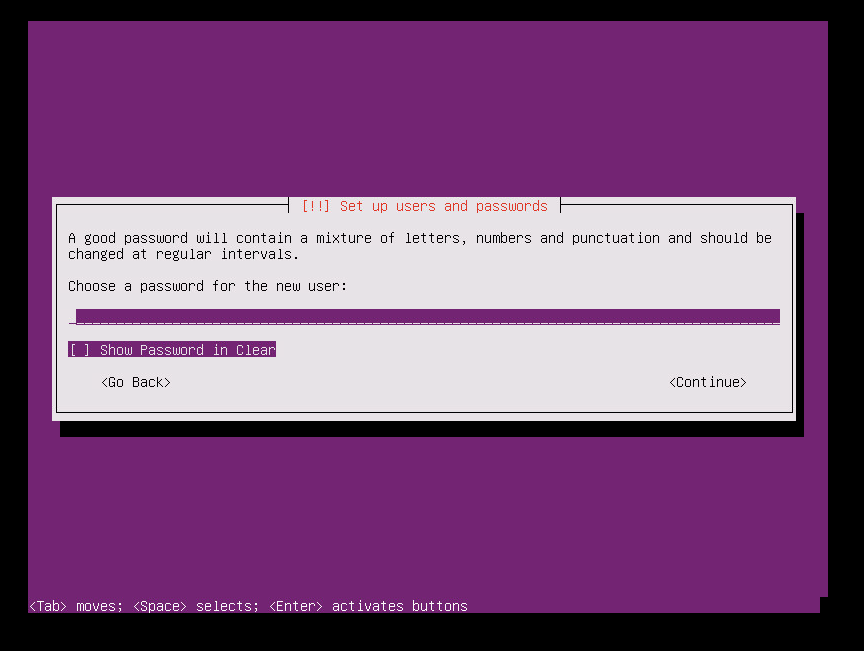 [!!] Set up users and passwords
A good password will contain a mixture of letters, numbers and punctuation and should be
changed at regular intervals.
Choose a password for the new user:
[ ] Show Password in Clear
<Go Back> <Continue>
<Tab> moves; <Space> selects; <Enter> activates buttons